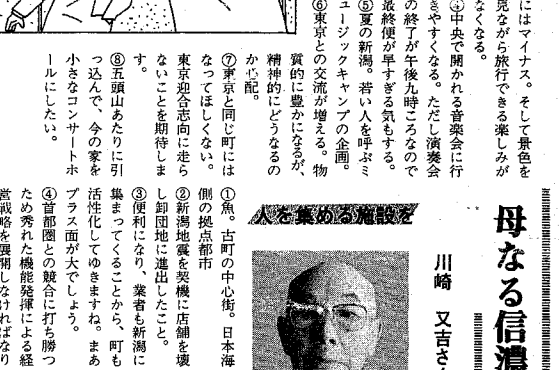 にはマイナス。そして景色を
見ながら旅行できる楽しみが
なくなる。
④中央で開かれる音楽会に行
きやすくなる。ただし演奏会
の終了が午後九時ころなので
最終便が早すぎる気もする。
⑤夏の新潟。若い人を呼ぶミ
ュージックキャンプの企画。
⑥東京との交流が増える。物
質的に豊かになるが、
精神的にどうなるの
か心配。
⑦東京と同じ町には
なってほしくない。
東京迎合志向に走ら
ないことを期待しま
す。
⑧五頭山あたりに引
っ込んで、今の家を
小さなコンサートホ
ールにしたい。
母なる信濃
川崎 又吉さ
人を集める施設を
①魚。古町の中心街。日本海
側の拠点都市
②新潟地震を契機に店舗を壊
し卸団地に進出したこと。
③便利になり、業者も新潟に
集まってくることから、町も
活性化してゆきますね。まあ
プラス面が大でしょう。
④首都圏との競合に打ち勝つ
ため秀れた機能発揮による経
営戦略を展開しなければなり